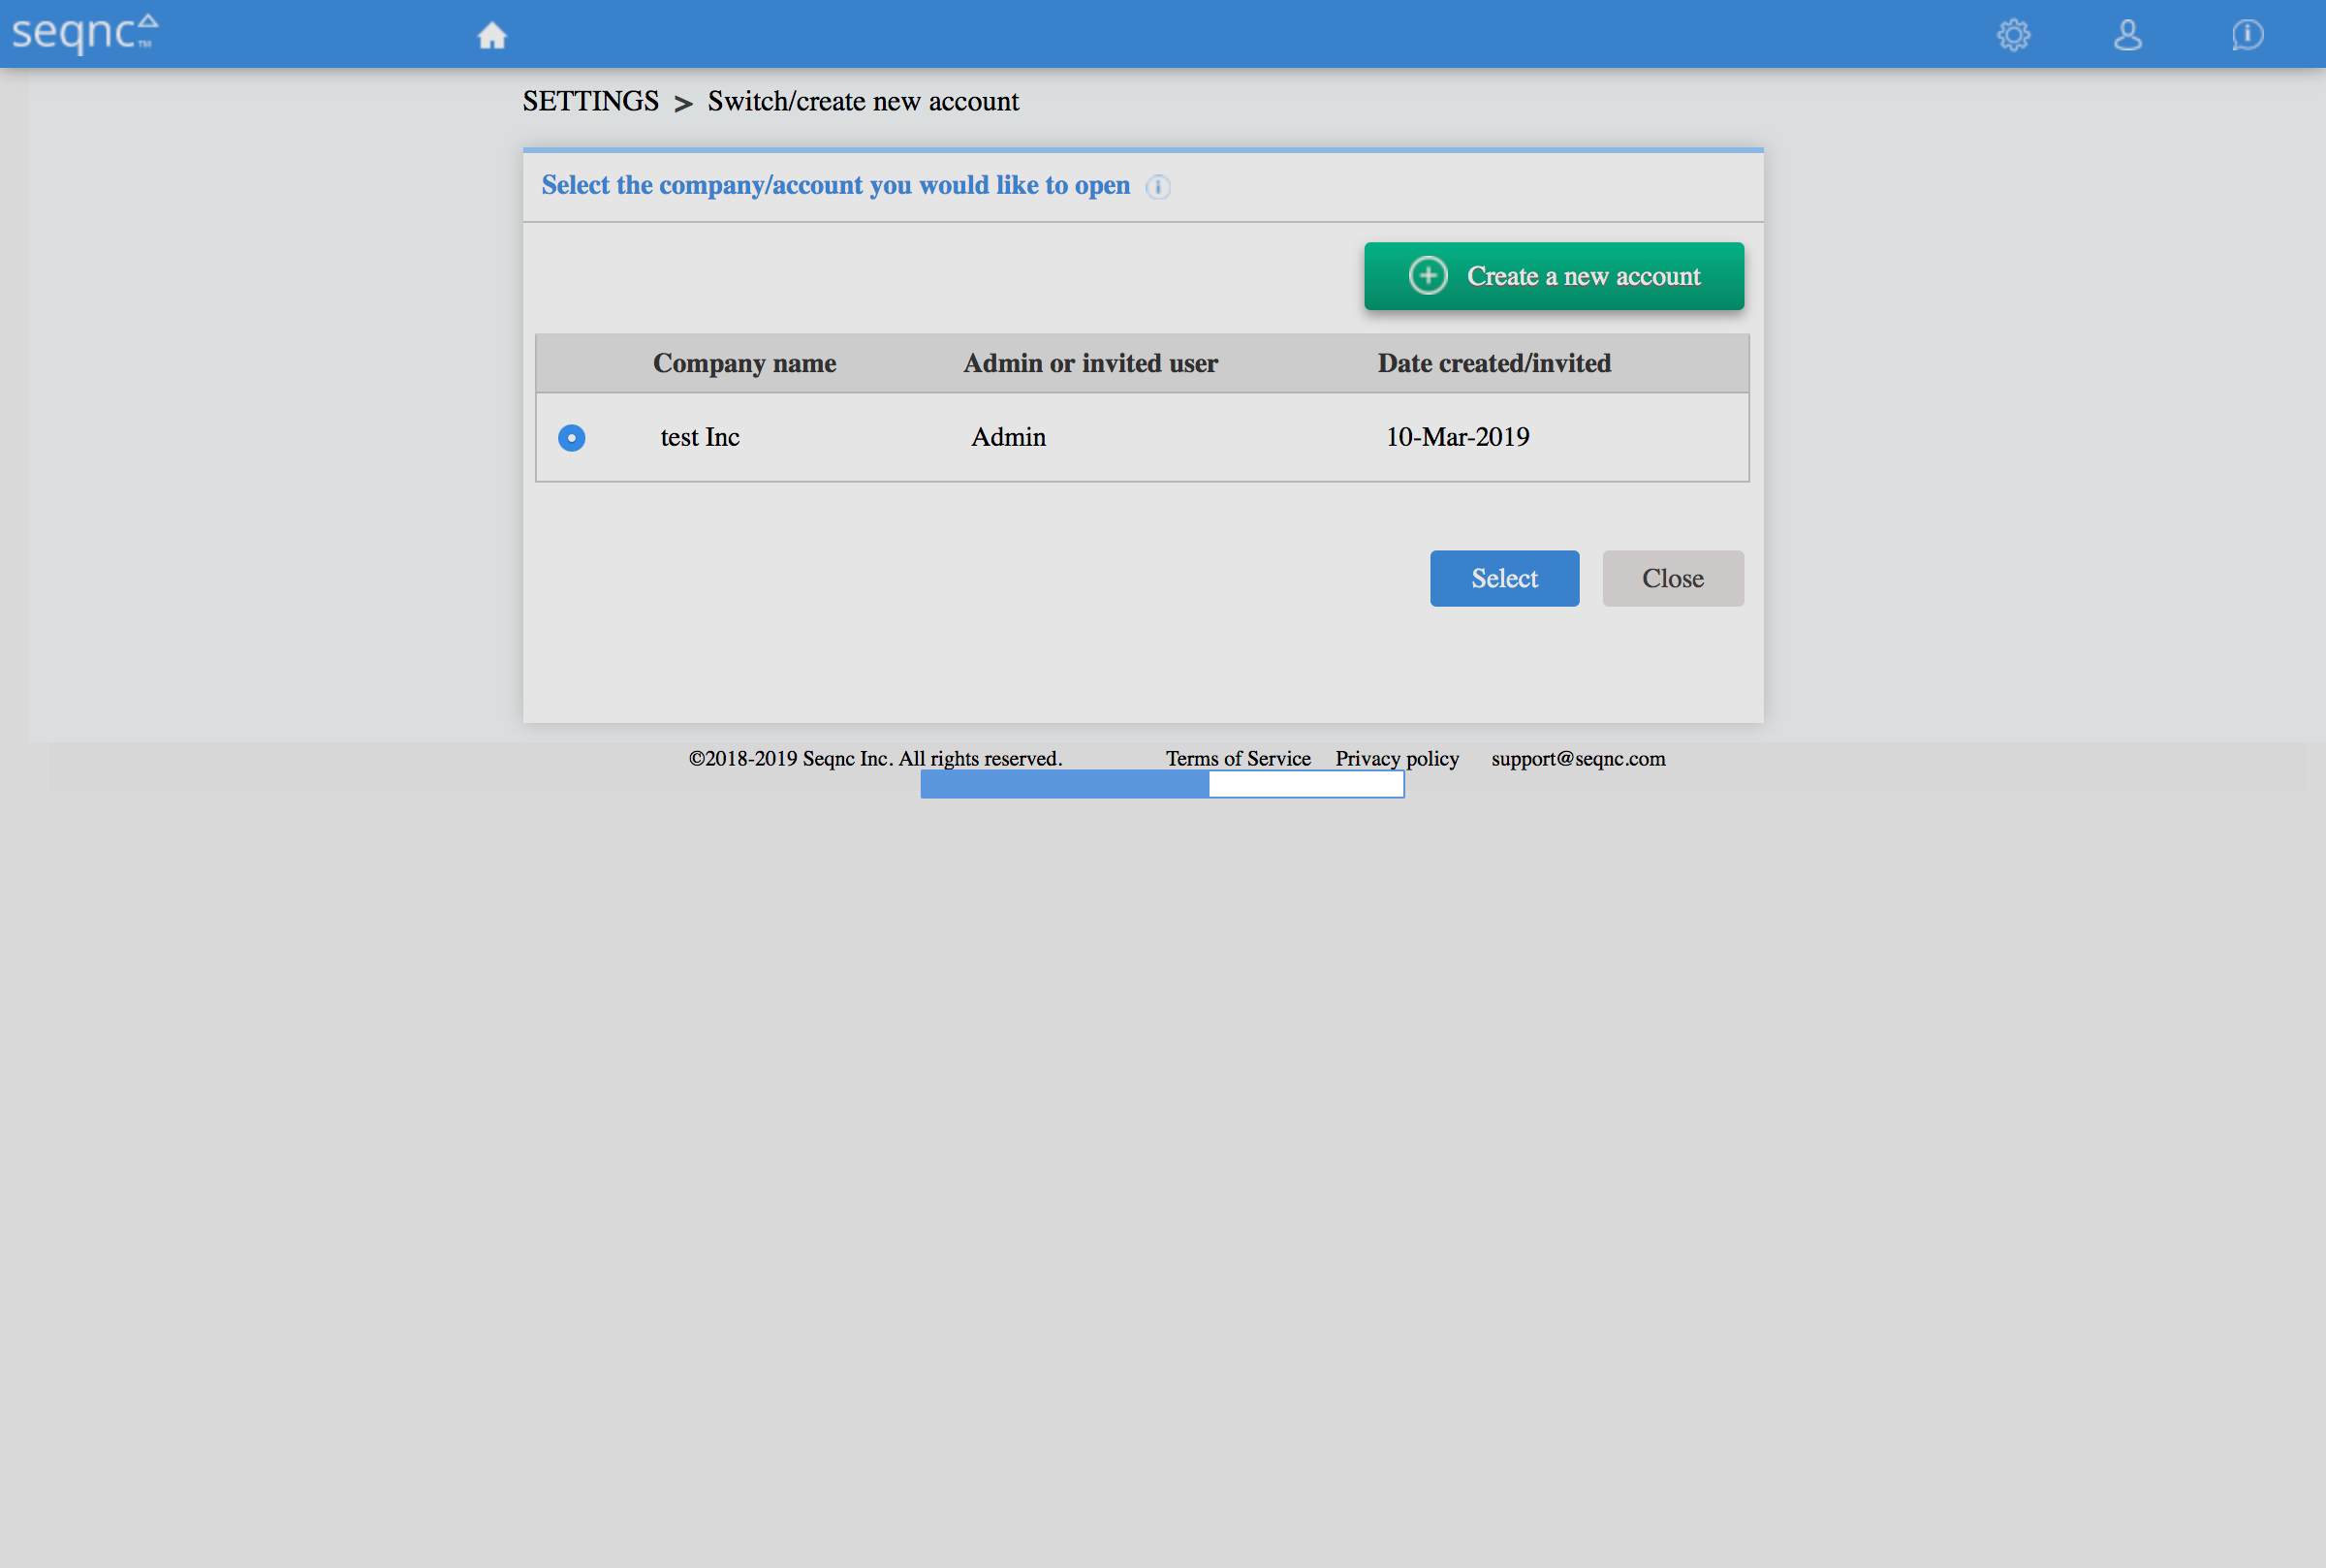 seqnc™
SETTINGS > Switch/create new account
Select the company/account you would like to open
Create a new account
Company name Admin or invited user Date created/invited
test Inc Admin 10-Mar-2019
Select Close
©2018-2019 Seqnc Inc. All rights reserved. Terms of Service Privacy policy support@seqnc.com